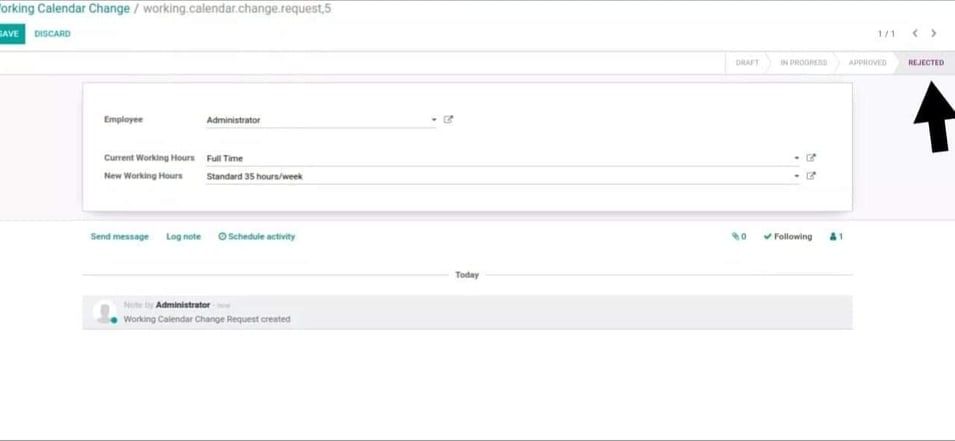 orking Calendar Change / working.calendar.change.request,5
SAVE DISCARD 1 / 1
DRAFT IN PROGRESS APPROVED REJECTED
Employee Administrator
Current Working Hours Full Time
New Working Hours Standard 35 hours/week
Send message Log note Schedule activity 0 Following 1
Today
Note by Administrator - now
Working Calendar Change Request created